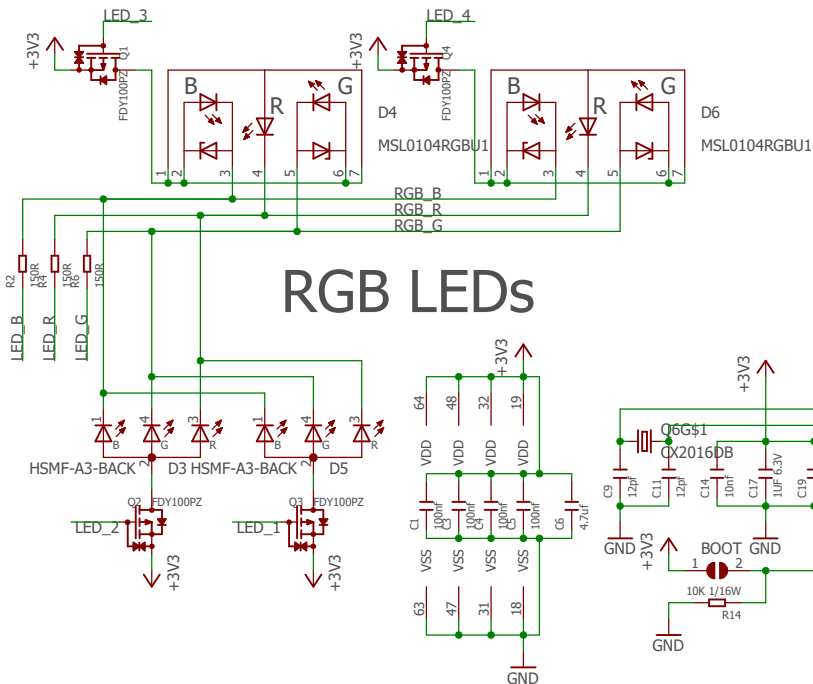 LED_3
LED_4
+3V3
Q1
FDY100PZ
+3V3
Q4
FDY100PZ
B
R
G
D4
MSL0104RGBU1
1
2
3
4
5
6
7
B
R
G
D6
MSL0104RGBU1
1
2
3
4
5
6
7
RGB_B
RGB_R
RGB_G
R2
150R
R4
150R
R6
150R
LED_B
LED_R
LED_G
RGB LEDs
1
4
3
1
4
3
B
G
R
B
G
R
HSMF-A3-BACK
2
D3
HSMF-A3-BACK
2
D5
Q2
FDY100PZ
Q3
FDY100PZ
LED_2
LED_1
+3V3
+3V3
+3V3
64
48
32
19
VDD
VDD
VDD
VDD
C1
100nf
C3
100nf
C4
100nf
C5
100nf
C6
4.7uf
VSS
VSS
VSS
VSS
63
47
31
18
GND
+3V3
Q6G$1
CX2016DB
C9
12pf
C11
12pf
C14
10nf
C17
1UF 6.3V
C19
GND
GND
+3V3
BOOT
1
2
10K 1/16W
R14
GND